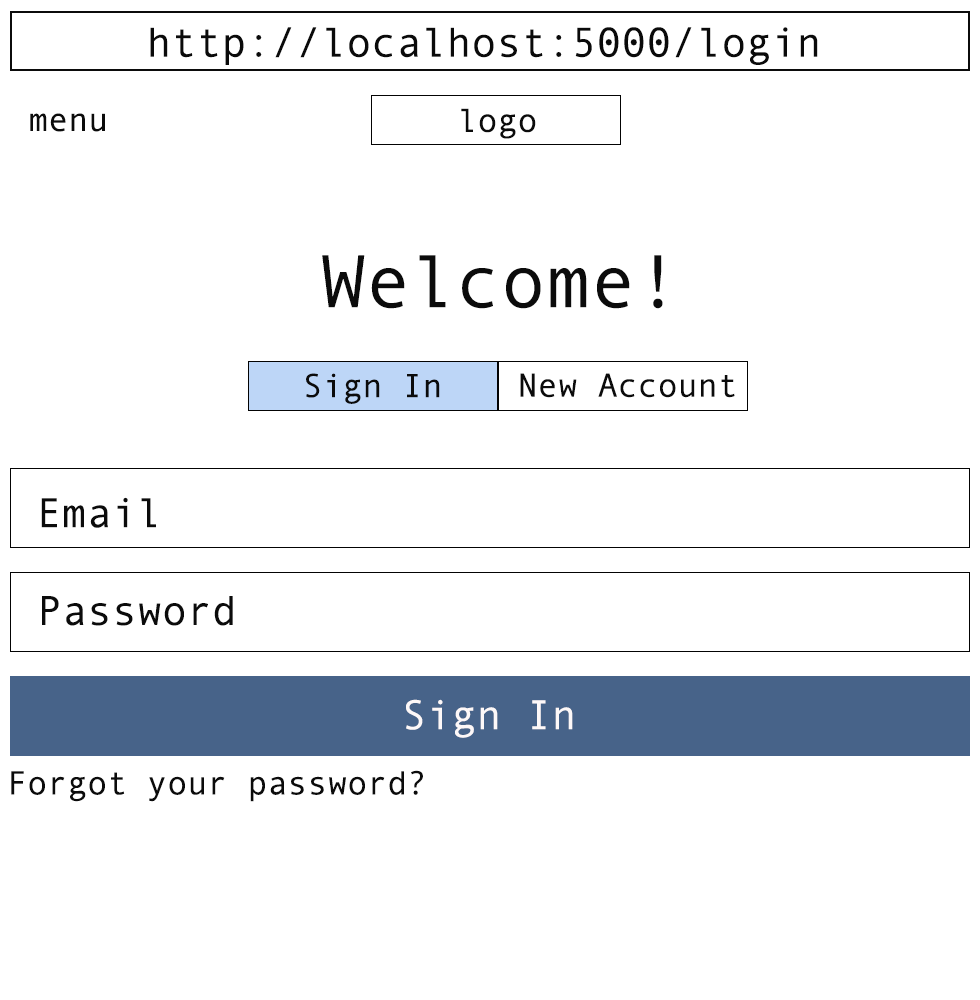 http://localhost:5000/login
menu logo
Welcome!
Sign In New Account
Email
Password
Sign In
Forgot your password?